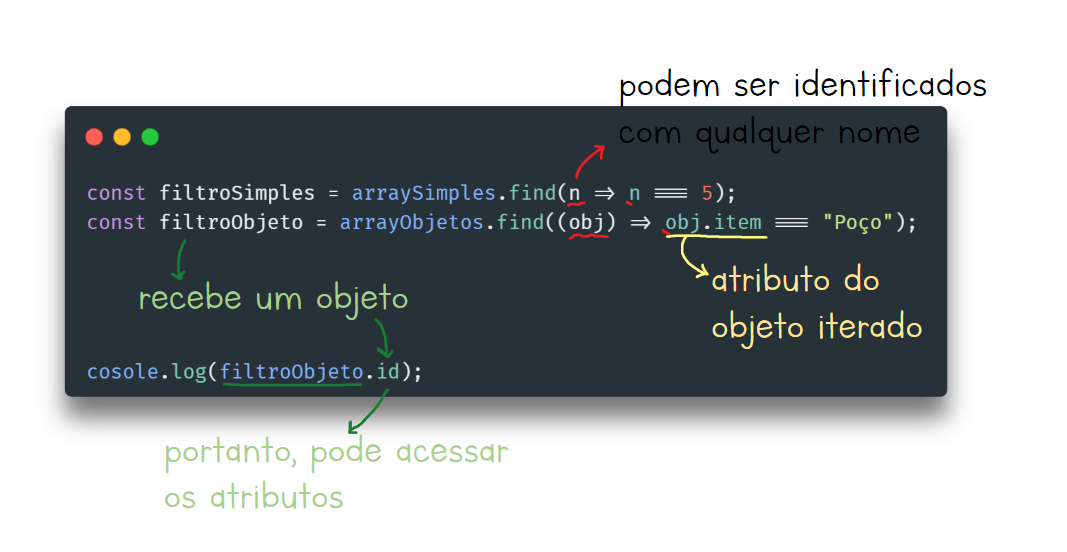 podem ser identificados
com qualquer nome
const filtroSimples = arraySimples.find(n => n === 5);
const filtroObjeto = arrayObjetos.find((obj) => obj.item === "Poço");
recebe um objeto
atributo do
objeto iterado
cosole.log(filtroObjeto.id);
portanto, pode acessar
os atributos